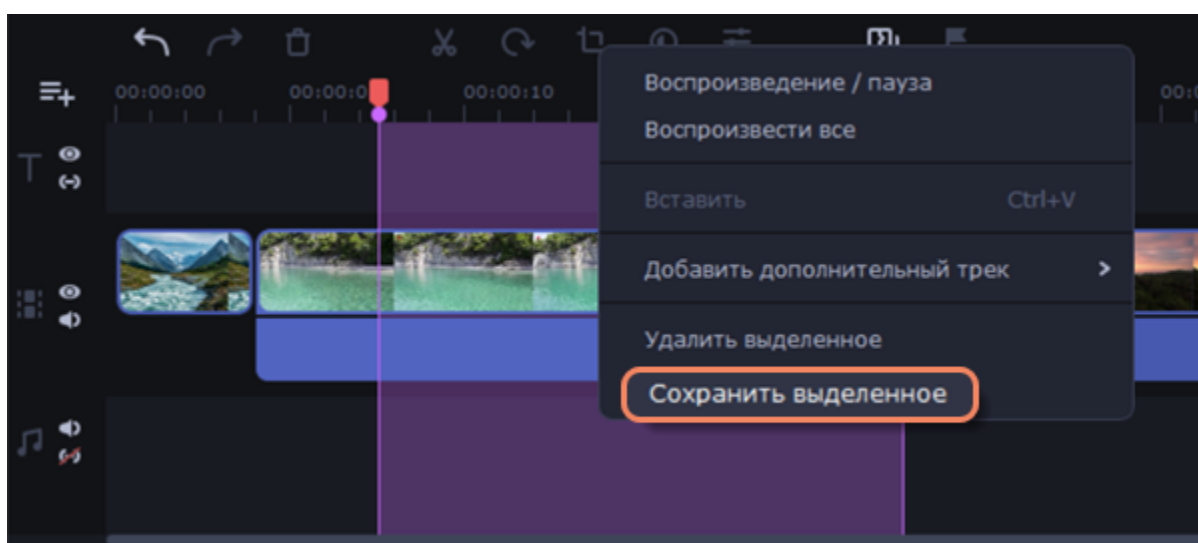 00:00:00
00:00:0
00:00:10
00:0
Воспроизведение / пауза
Воспроизвести все
Вставить Ctrl+V
Добавить дополнительный трек >
Удалить выделенное
Сохранить выделенное